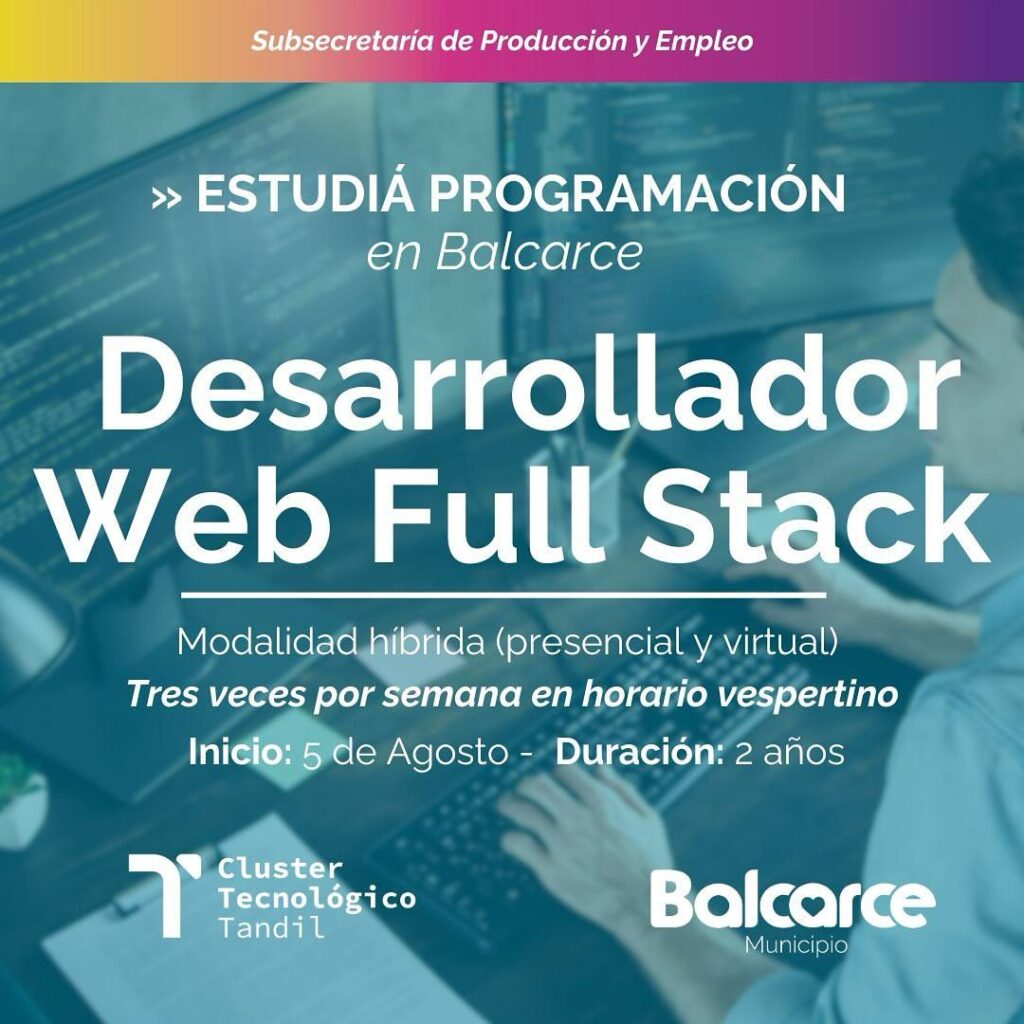 Subsecretaría de Producción y Empleo
» ESTUDIÁ PROGRAMACIÓN
en Balcarce
Desarrollador
Web Full Stack
Modalidad híbrida (presencial y virtual)
Tres veces por semana en horario vespertino
Inicio: 5 de Agosto - Duración: 2 años
Cluster
Tecnológico
Tandil
Balcarce
Municipio